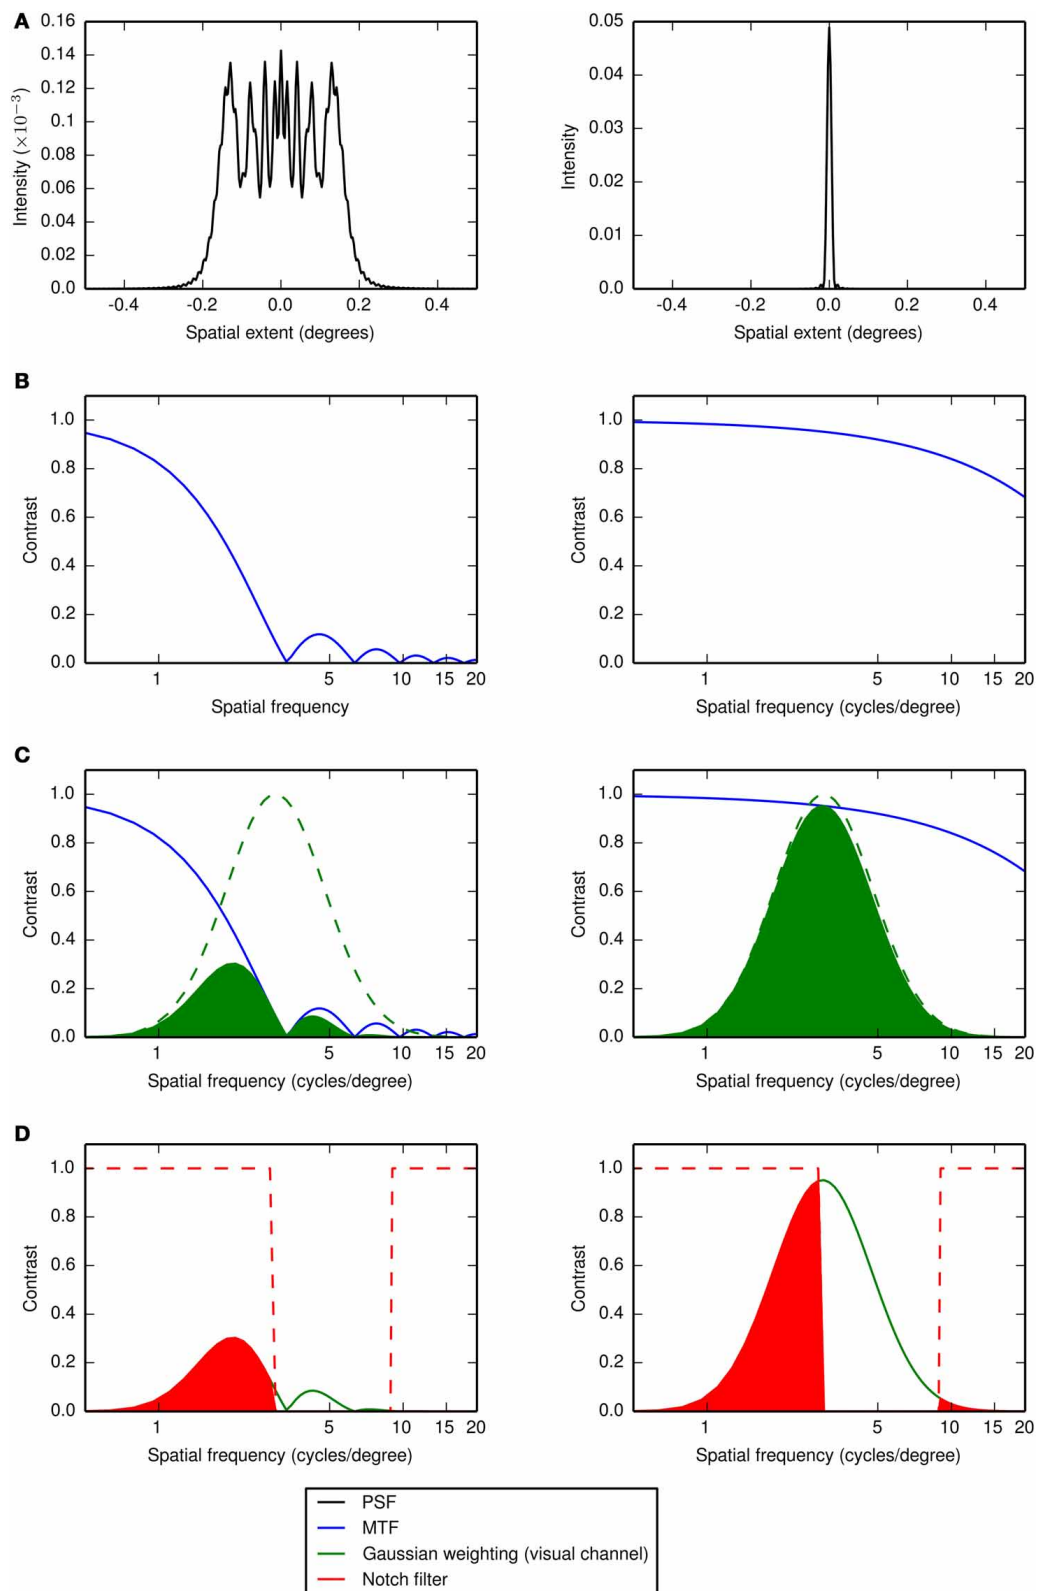 A
0.16
0.14
0.12
0.1
0.08
0.06
0.04
0.02
0.0
Intensity (×10⁻³)
-0.4 -0.2 0.0 0.2 0.4
Spatial extent (degrees)
0.05
0.04
0.03
0.02
0.01
0.0
Intensity
-0.4 -0.2 0.0 0.2 0.4
Spatial extent (degrees)
B
1.0
0.8
0.6
0.4
0.2
0.0
Contrast
1 5 10 15 20
Spatial frequency
1.0
0.8
0.6
0.4
0.2
0.0
Contrast
1 5 10 15 20
Spatial frequency (cycles/degree)
C
1.0
0.8
0.6
0.4
0.2
0.0
Contrast
1 5 10 15 20
Spatial frequency (cycles/degree)
1.0
0.8
0.6
0.4
0.2
0.0
Contrast
1 5 10 15 20
Spatial frequency (cycles/degree)
D
1.0
0.8
0.6
0.4
0.2
0.0
Contrast
1 5 10 15 20
Spatial frequency (cycles/degree)
1.0
0.8
0.6
0.4
0.2
0.0
Contrast
1 5 10 15 20
Spatial frequency (cycles/degree)
PSF
MTF
Gaussian weighting (visual channel)
Notch filter